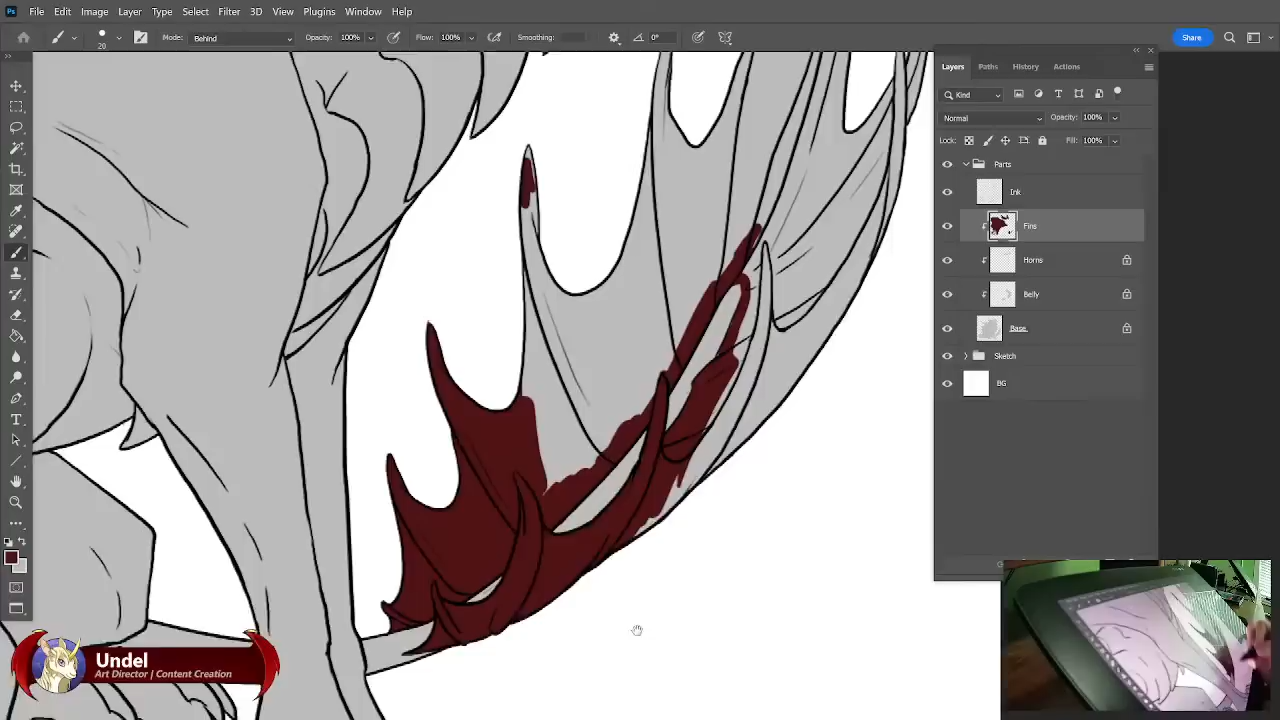 Ps File Edit Image Layer Type Select Filter 3D View Plugins Window Help
20 Mode: Behind Opacity: 100% Flow: 100% Smoothing: 0° Share
Layers Paths History Actions
Kind
Normal Opacity: 100%
Lock: Fill: 100%
Parts
Ink
Fins
Horns
Belly
Base
Sketch
BG
Undel
Art Director | Content Creation